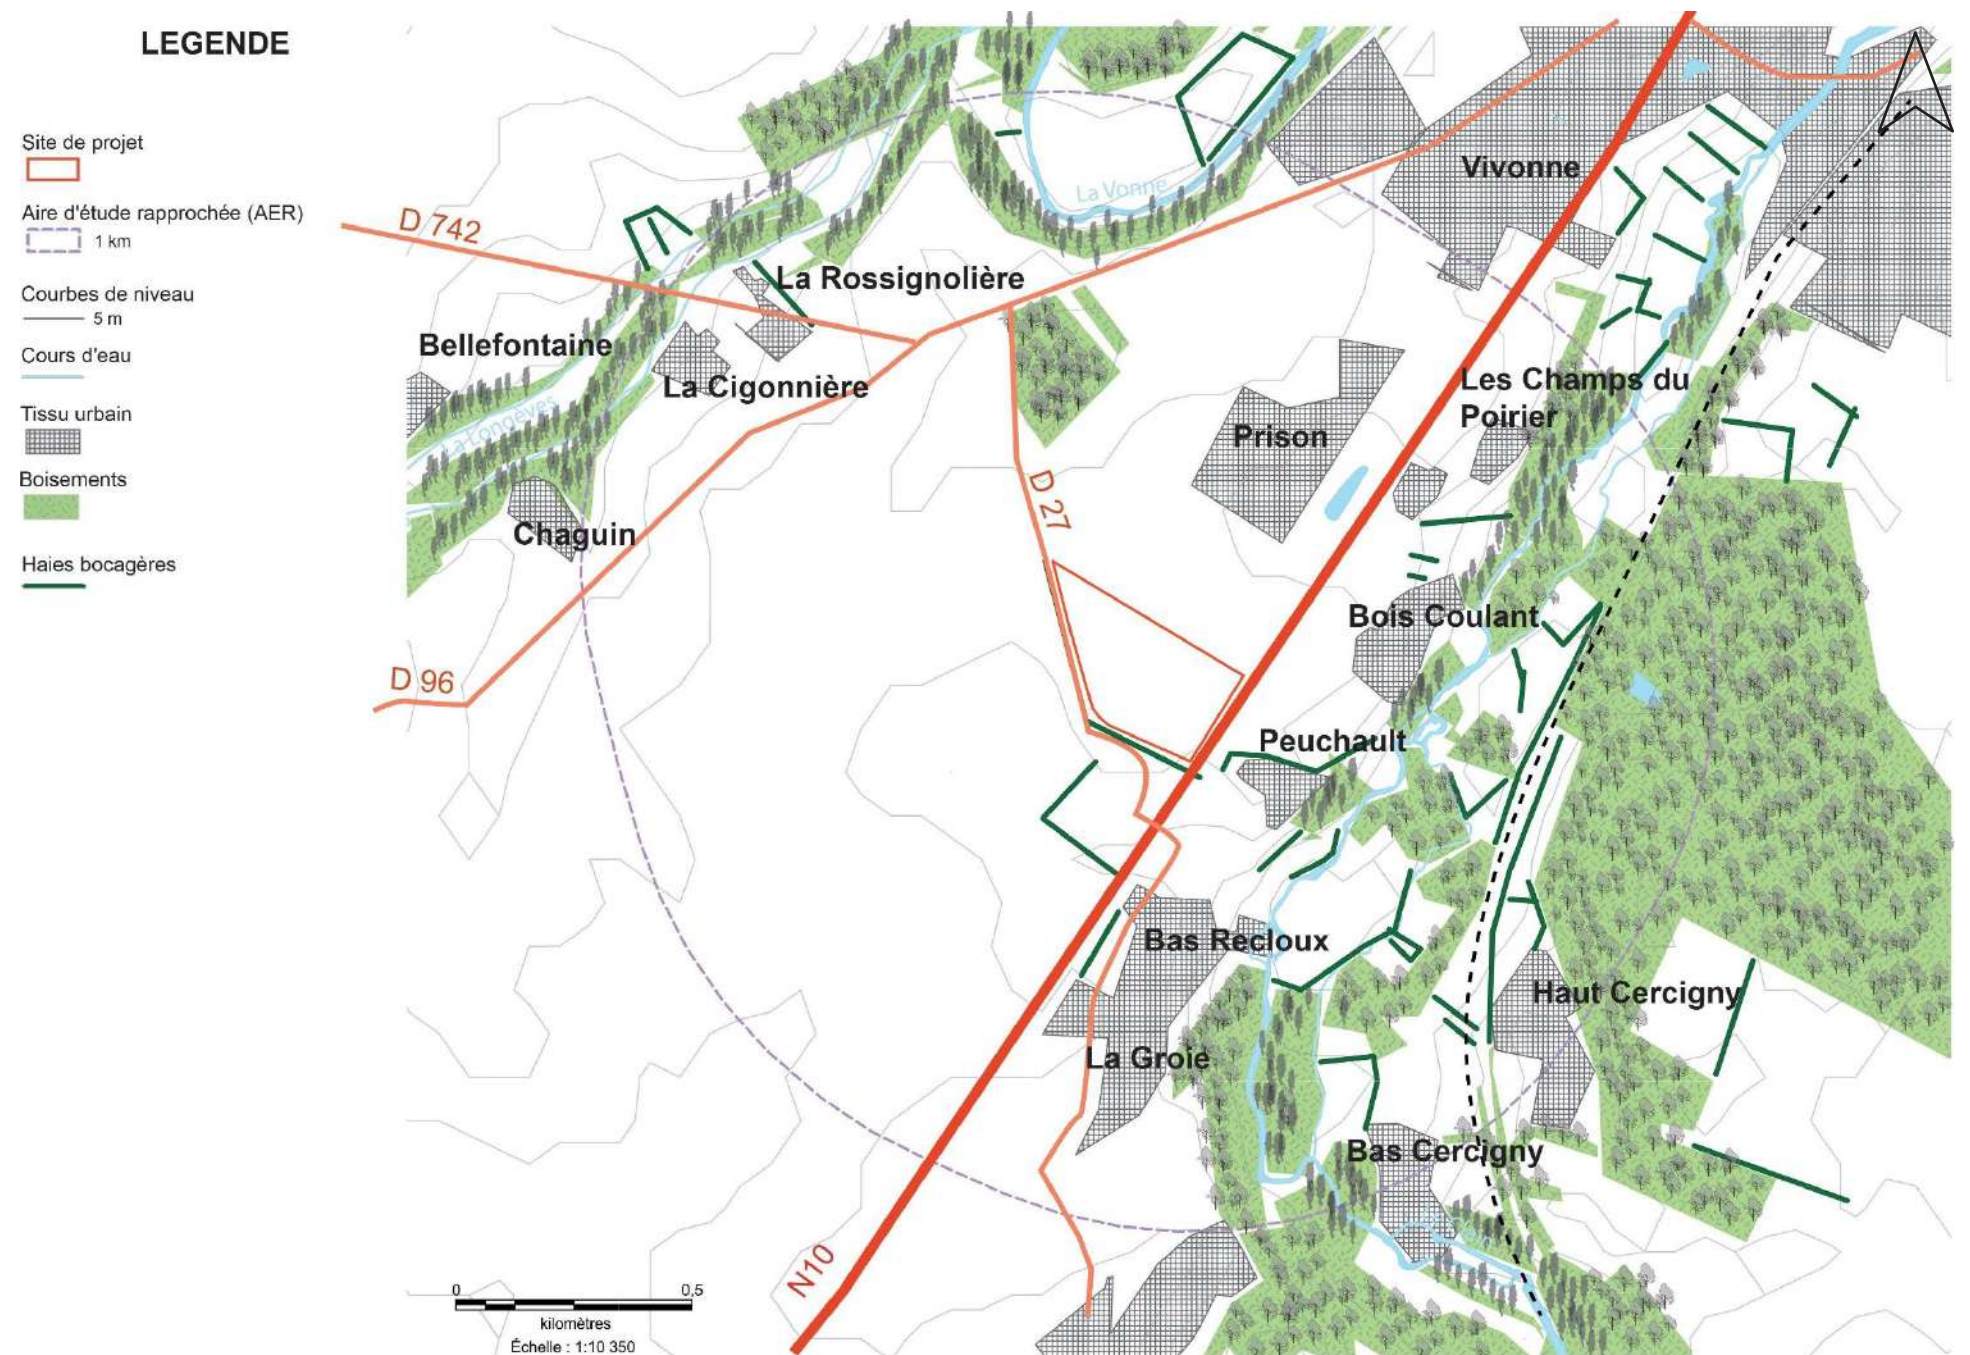 LEGENDE
Site de projet
Aire d'étude rapprochée (AER)
1 km
Courbes de niveau
5 m
Cours d'eau
Tissu urbain
Boisements
Haies bocagères
D 742
La Vonne
Vivonne
La Rossignolière
Bellefontaine
La Cigonnière
La Longèves
Les Champs du
Poirier
Prison
D 27
Chaguin
Bois Coulant
D 96
Peuchault
Bas Recloux
Haut Cercigny
La Groie
Bas Cercigny
N10
0
0,5
kilomètres
Échelle : 1:10 350